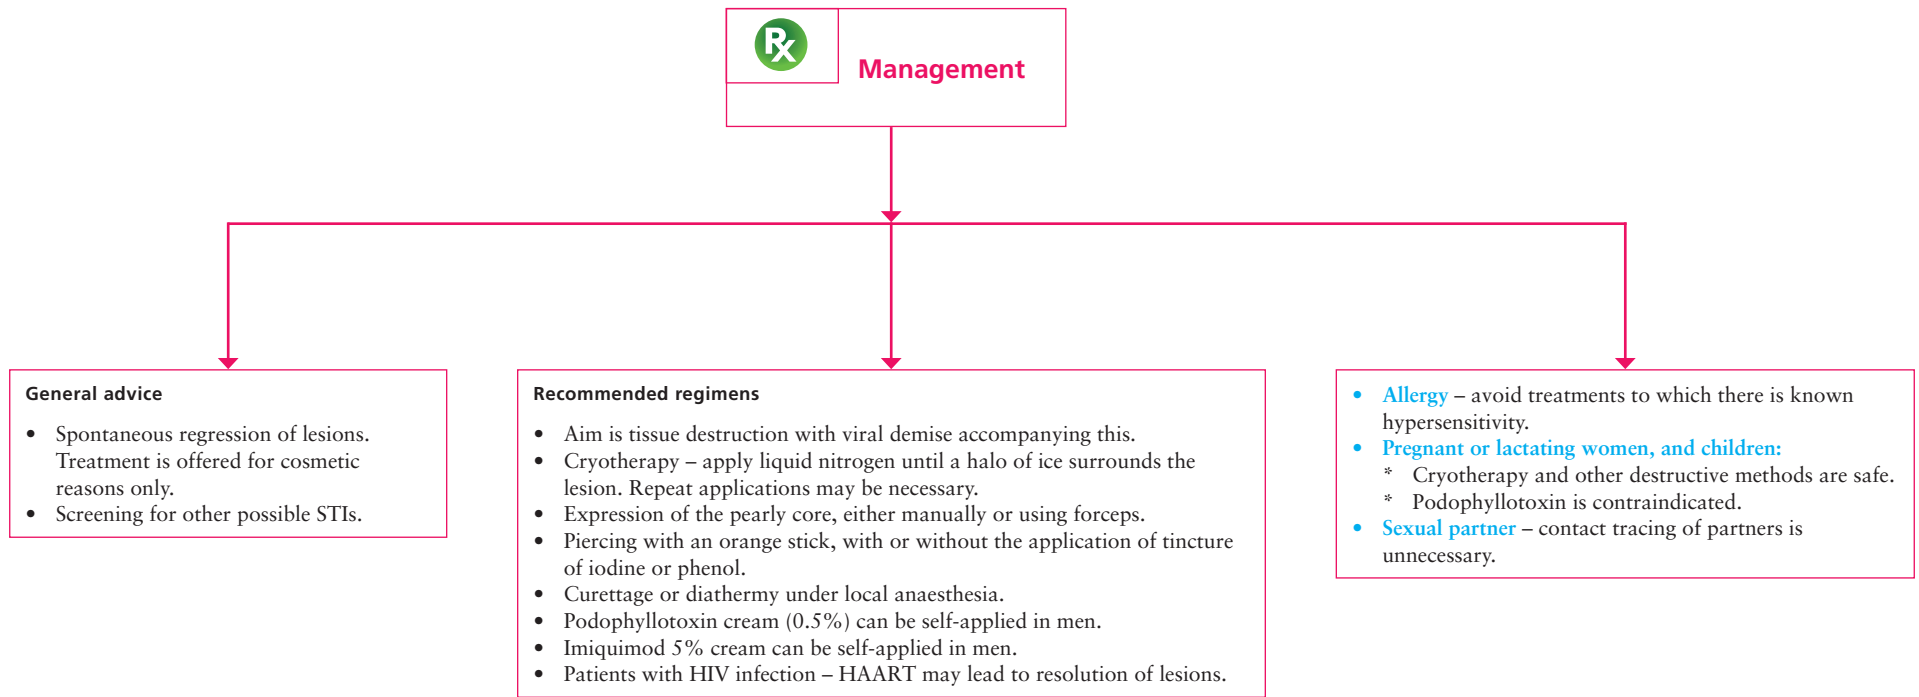 Rx
Management
General advice
• Spontaneous regression of lesions.
Treatment is offered for cosmetic
reasons only.
• Screening for other possible STIs.
Recommended regimens
• Aim is tissue destruction with viral demise accompanying this.
• Cryotherapy – apply liquid nitrogen until a halo of ice surrounds the
lesion. Repeat applications may be necessary.
• Expression of the pearly core, either manually or using forceps.
• Piercing with an orange stick, with or without the application of tincture
of iodine or phenol.
• Curettage or diathermy under local anaesthesia.
• Podophyllotoxin cream (0.5%) can be self-applied in men.
• Imiquimod 5% cream can be self-applied in men.
• Patients with HIV infection – HAART may lead to resolution of lesions.
• Allergy – avoid treatments to which there is known
hypersensitivity.
• Pregnant or lactating women, and children:
* Cryotherapy and other destructive methods are safe.
* Podophyllotoxin is contraindicated.
• Sexual partner – contact tracing of partners is
unnecessary.